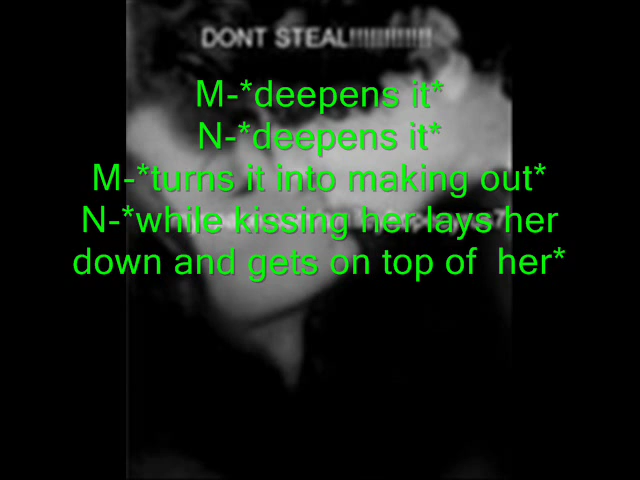 DONT STEAL!!!!!!!!!!!!!
M-*deepens it*
N-*deepens it*
M-*turns it into making out*
N-*while kissing her lays her
down and gets on top of  her*